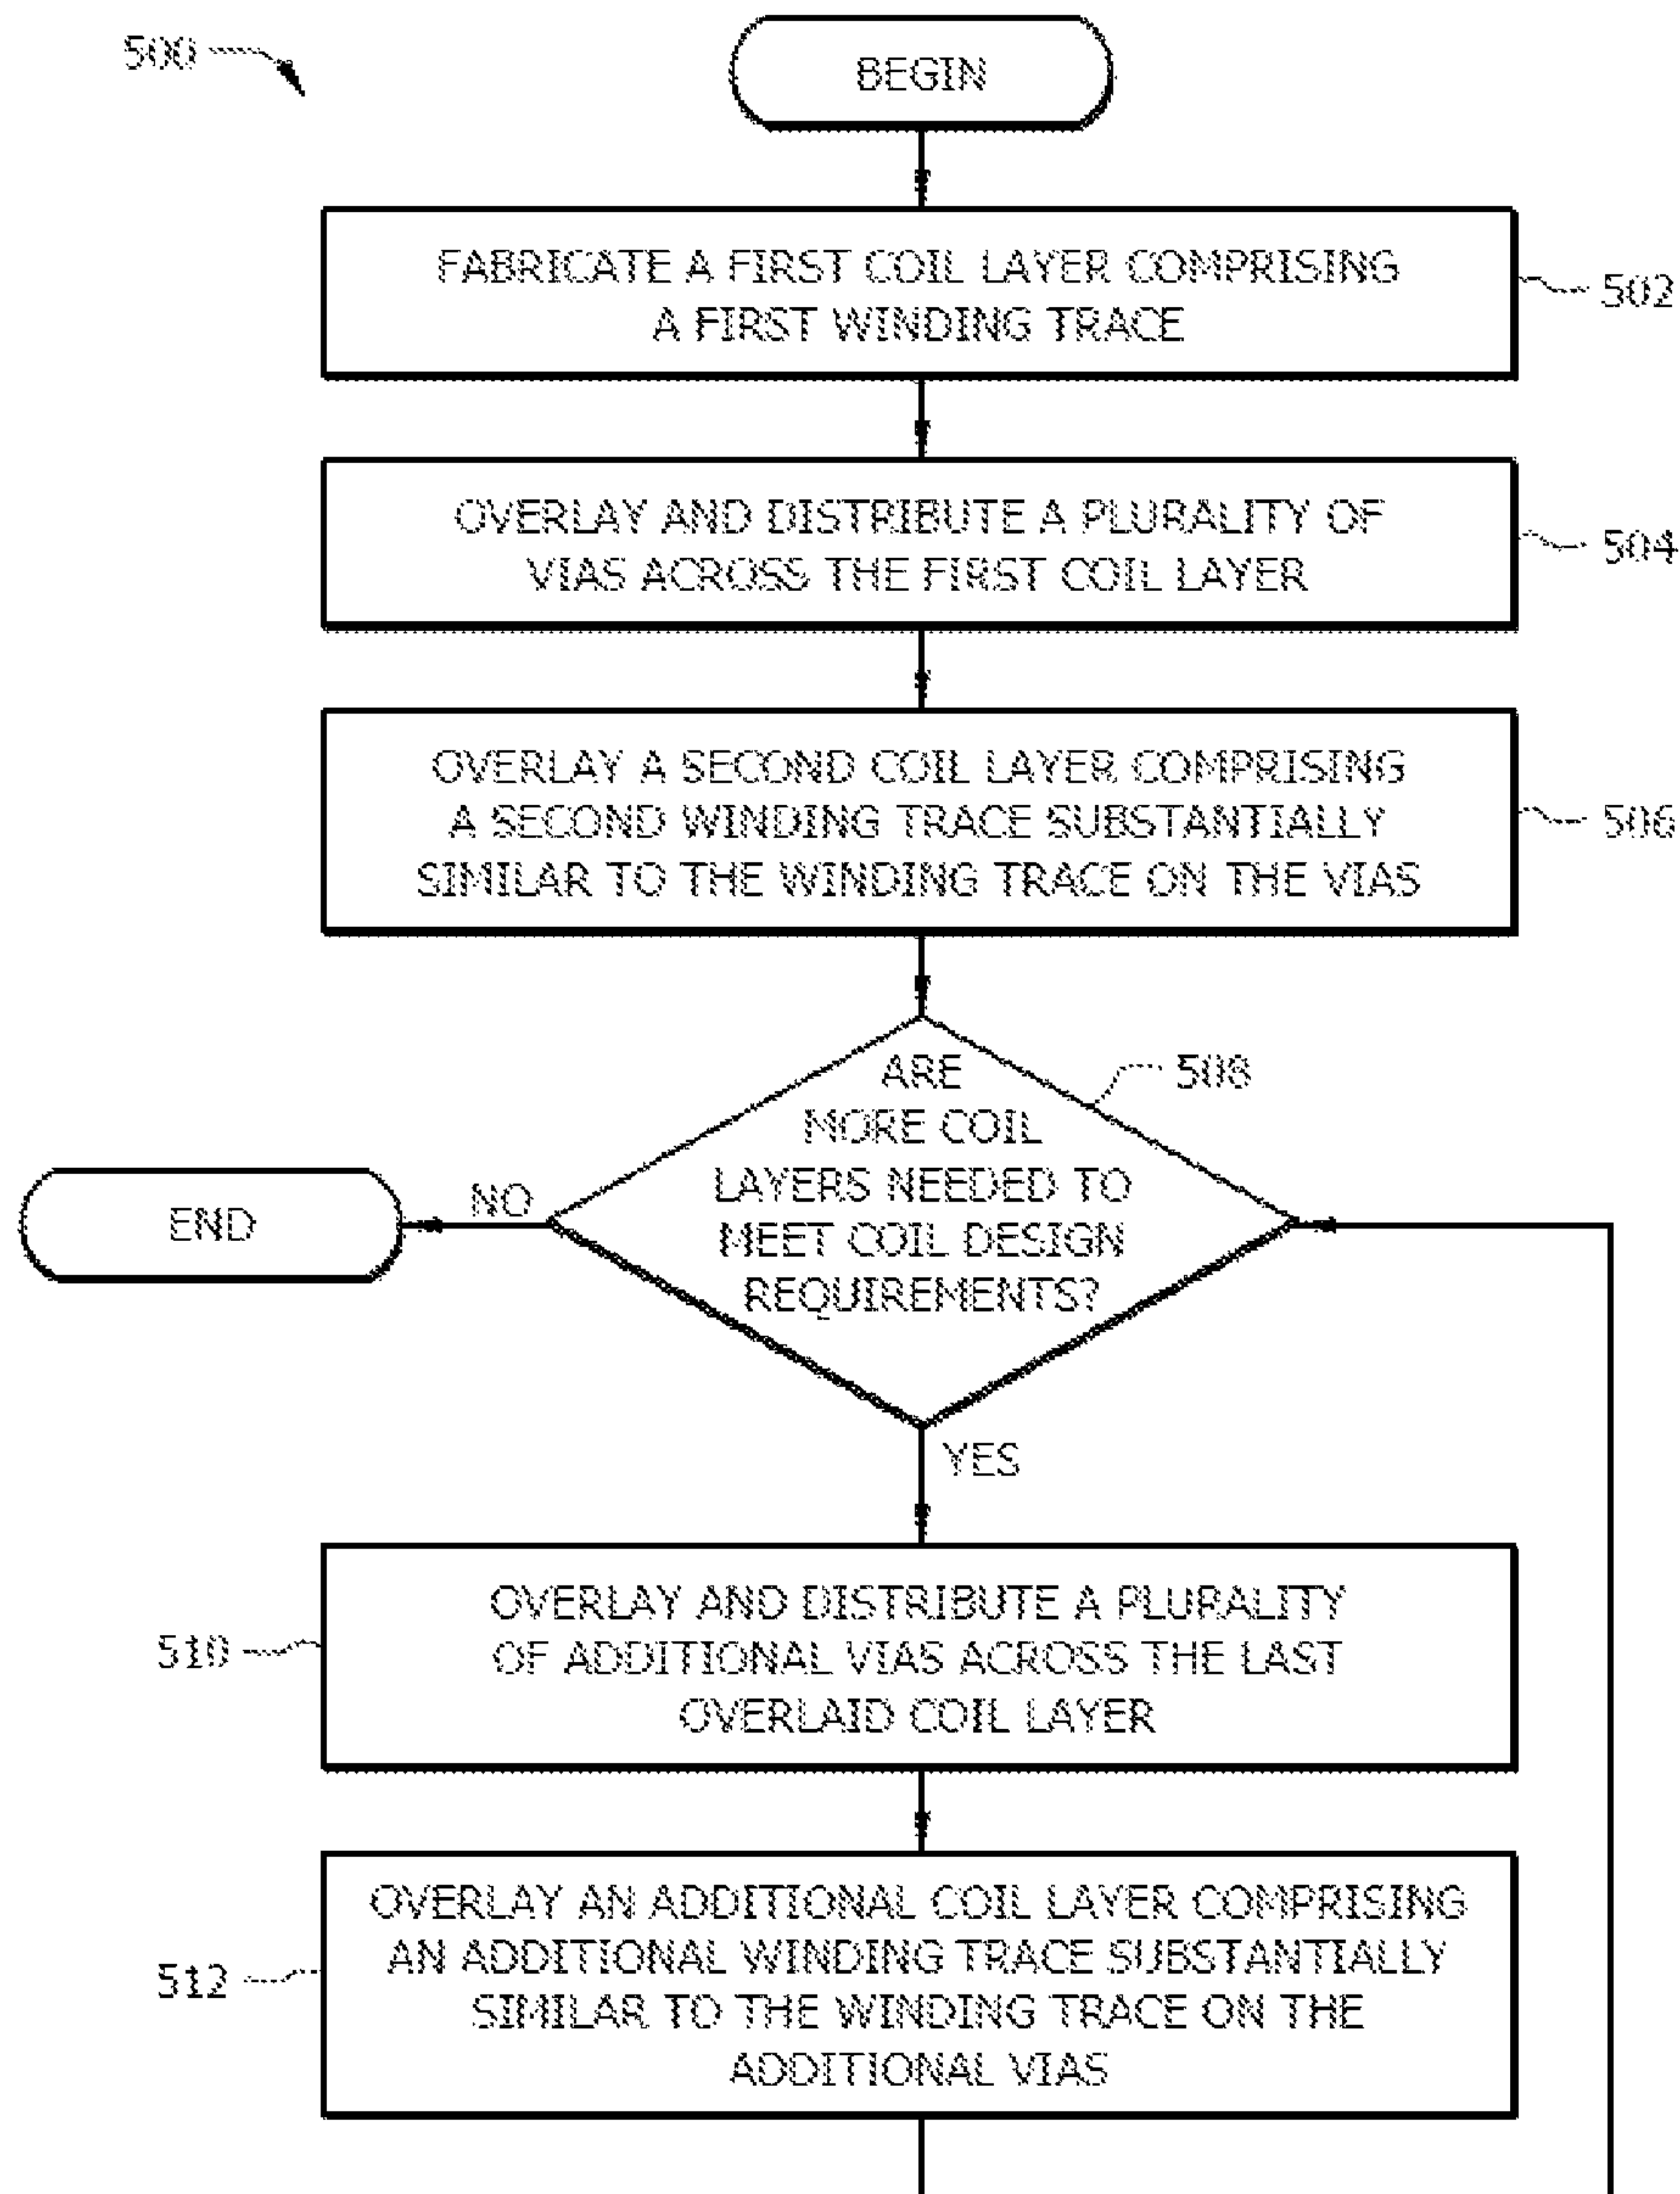 500
BEGIN
FABRICATE A FIRST COIL LAYER COMPRISING
A FIRST WINDING TRACE
502
OVERLAY AND DISTRIBUTE A PLURALITY OF
VIAS ACROSS THE FIRST COIL LAYER
504
OVERLAY A SECOND COIL LAYER COMPRISING
A SECOND WINDING TRACE SUBSTANTIALLY
SIMILAR TO THE WINDING TRACE ON THE VIAS
506
ARE
MORE COIL
LAYERS NEEDED TO
MEET COIL DESIGN
REQUIREMENTS?
508
NO
END
YES
OVERLAY AND DISTRIBUTE A PLURALITY
OF ADDITIONAL VIAS ACROSS THE LAST
OVERLAID COIL LAYER
510
OVERLAY AN ADDITIONAL COIL LAYER COMPRISING
AN ADDITIONAL WINDING TRACE SUBSTANTIALLY
SIMILAR TO THE WINDING TRACE ON THE
ADDITIONAL VIAS
512